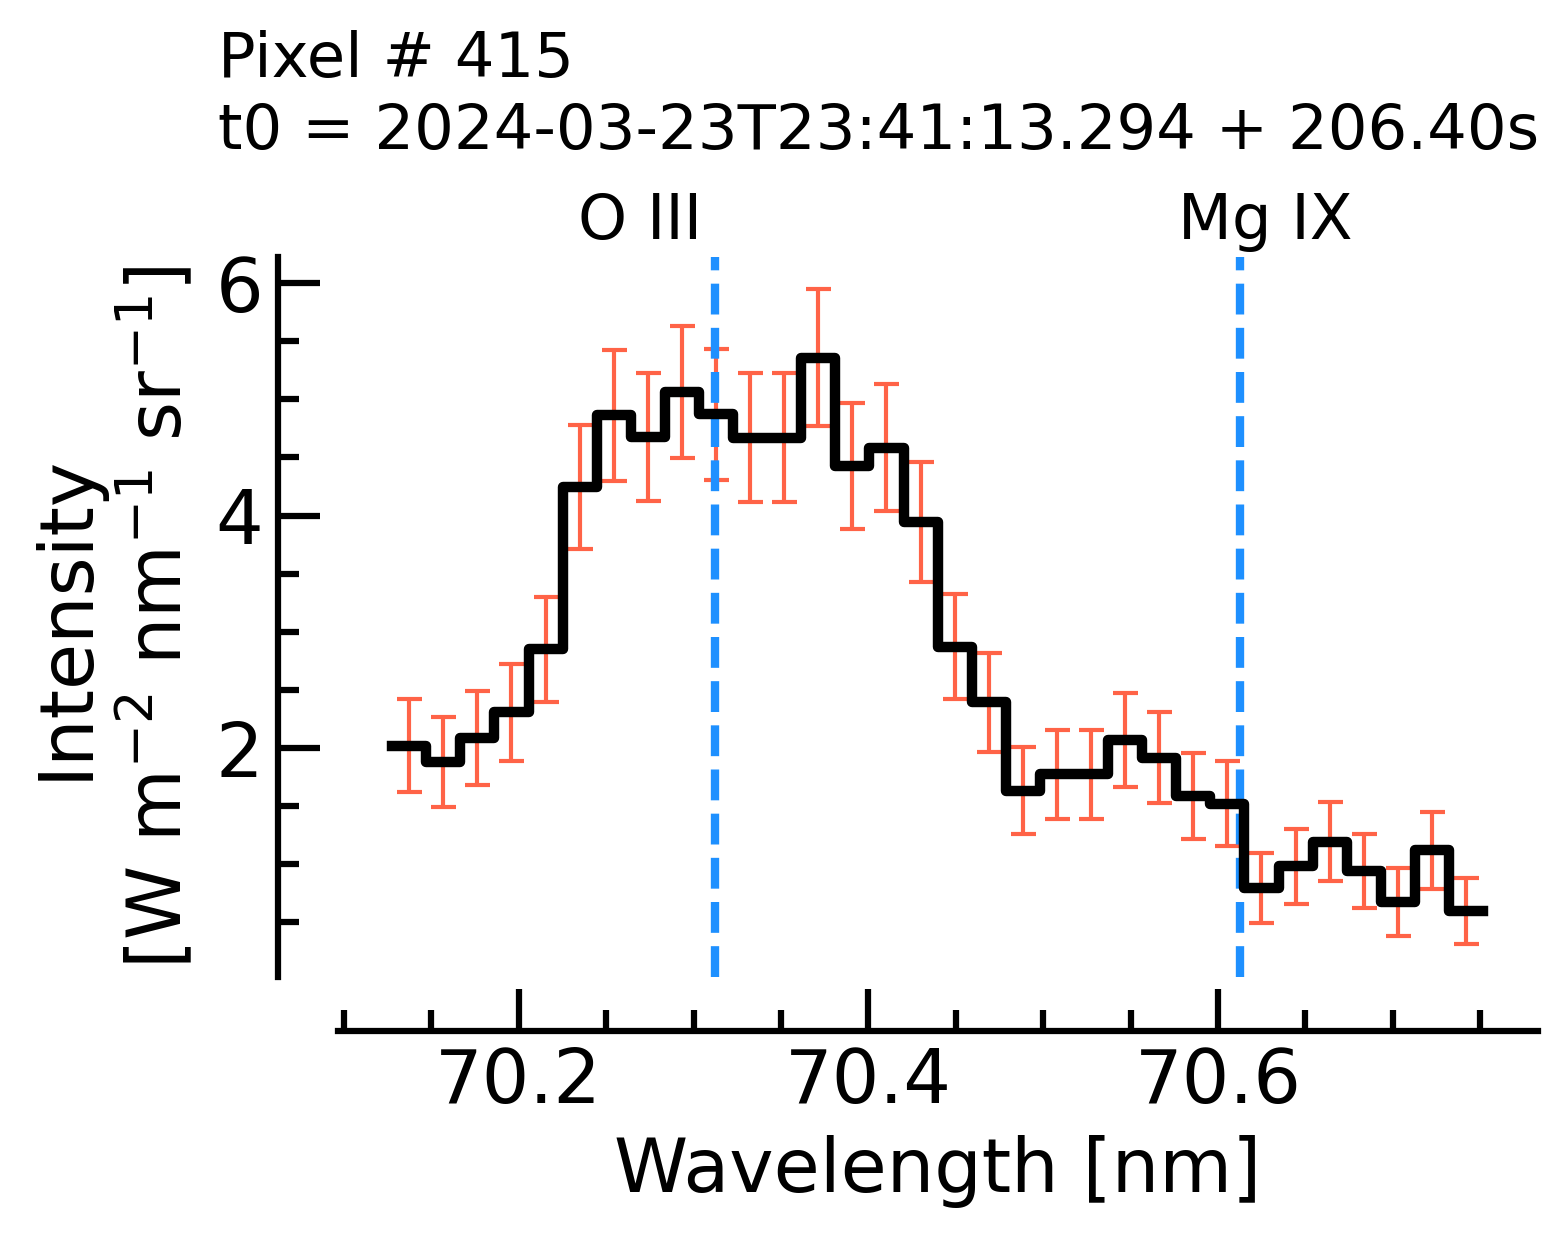 Pixel # 415
t0 = 2024-03-23T23:41:13.294 + 206.40s
O III
Mg IX
Intensity
[W m⁻² nm⁻¹ sr⁻¹]
6
4
2
70.2
70.4
70.6
Wavelength [nm]